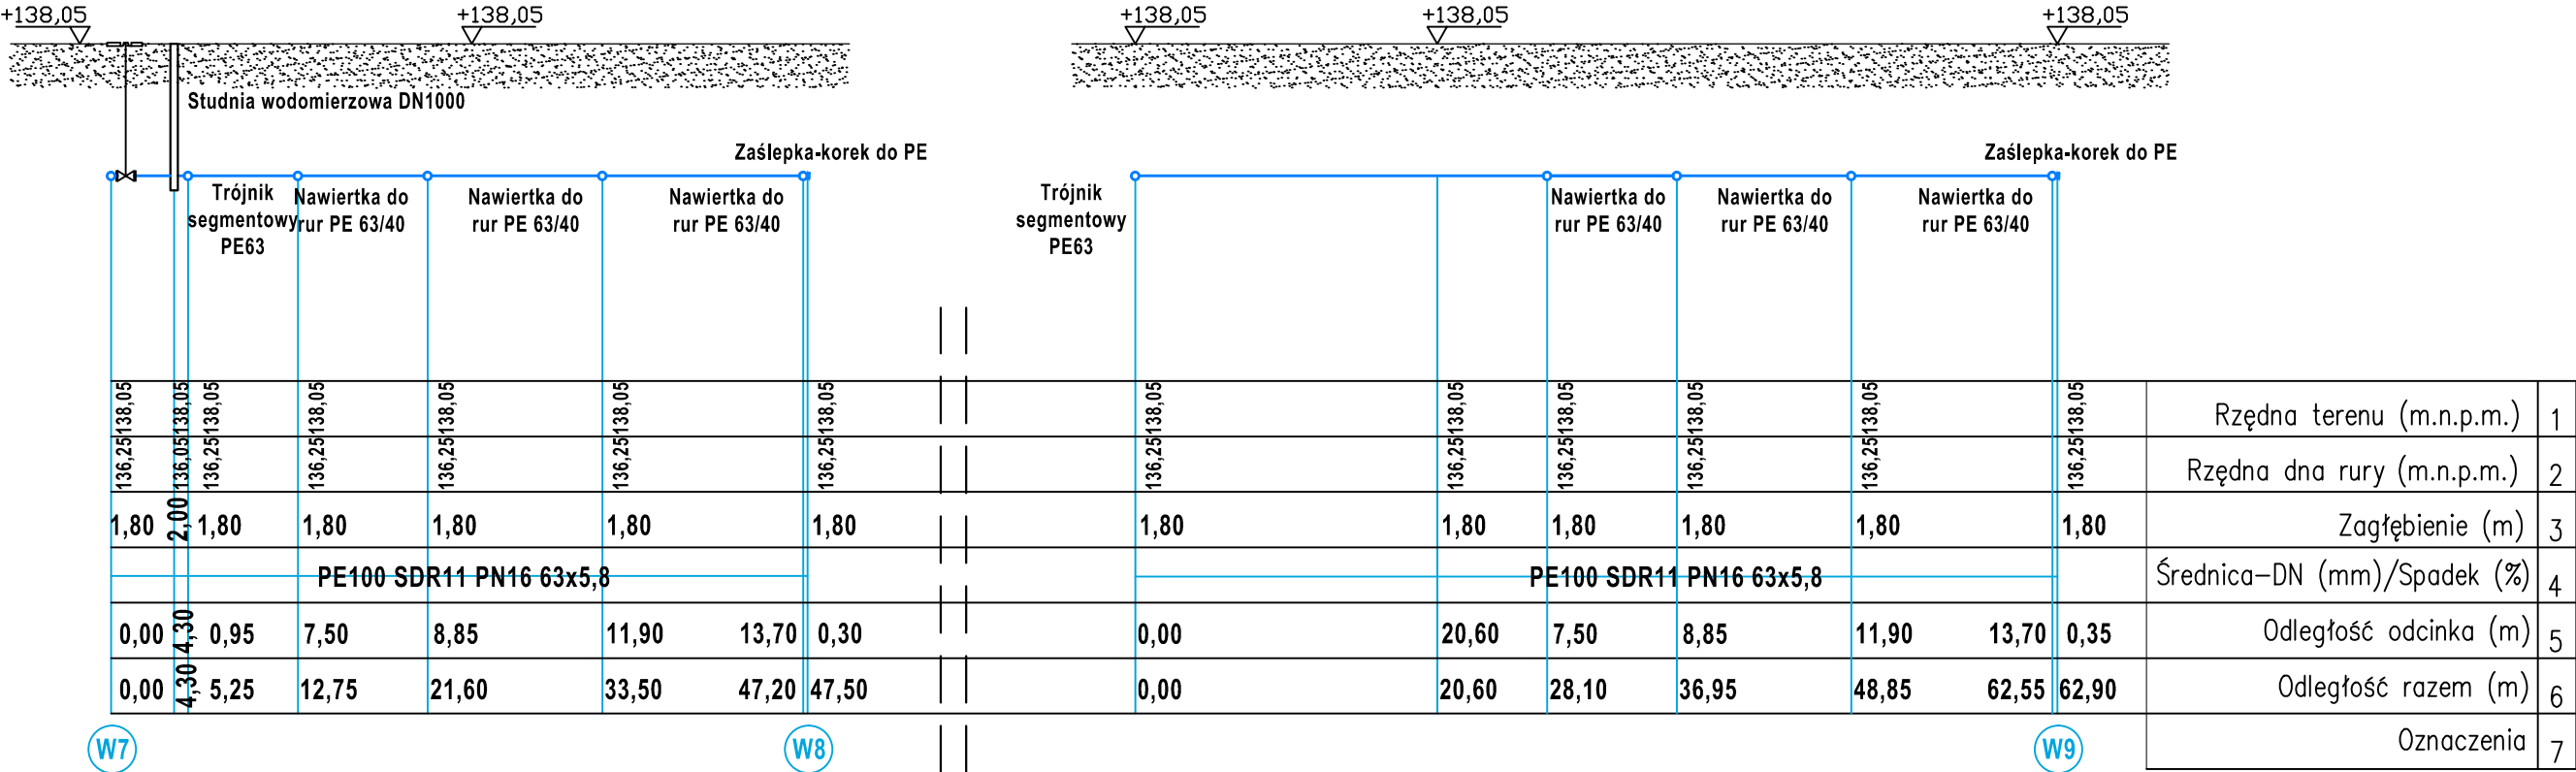 +138,05 +138,05 +138,05 +138,05 +138,05
Studnia wodomierzowa DN1000
Zaślepka-korek do PE Zaślepka-korek do PE
Trójnik
segmentowy
PE63
Nawiertka do
rur PE 63/40
Nawiertka do
rur PE 63/40
Nawiertka do
rur PE 63/40
Trójnik
segmentowy
PE63
Nawiertka do
rur PE 63/40
Nawiertka do
rur PE 63/40
Nawiertka do
rur PE 63/40
138,05 138,05 138,05 138,05 138,05 138,05 138,05 138,05 138,05 138,05 138,05 138,05 138,05 Rzędna terenu (m.n.p.m.) 1
136,25 136,05 136,25 136,25 136,25 136,25 136,25 136,25 136,25 136,25 136,25 136,25 136,25 Rzędna dna rury (m.n.p.m.) 2
1,80 2,00 1,80 1,80 1,80 1,80 1,80 1,80 1,80 1,80 1,80 1,80 1,80 Zagłębienie (m) 3
PE100 SDR11 PN16 63x5,8 PE100 SDR11 PN16 63x5,8 Średnica-DN (mm)/Spadek (%) 4
0,00 4,30 0,95 7,50 8,85 11,90 13,70 0,30 0,00 20,60 7,50 8,85 11,90 13,70 0,35 Odległość odcinka (m) 5
0,00 4,30 5,25 12,75 21,60 33,50 47,20 47,50 0,00 20,60 28,10 36,95 48,85 62,55 62,90 Odległość razem (m) 6
W7 W8 W9 Oznaczenia 7